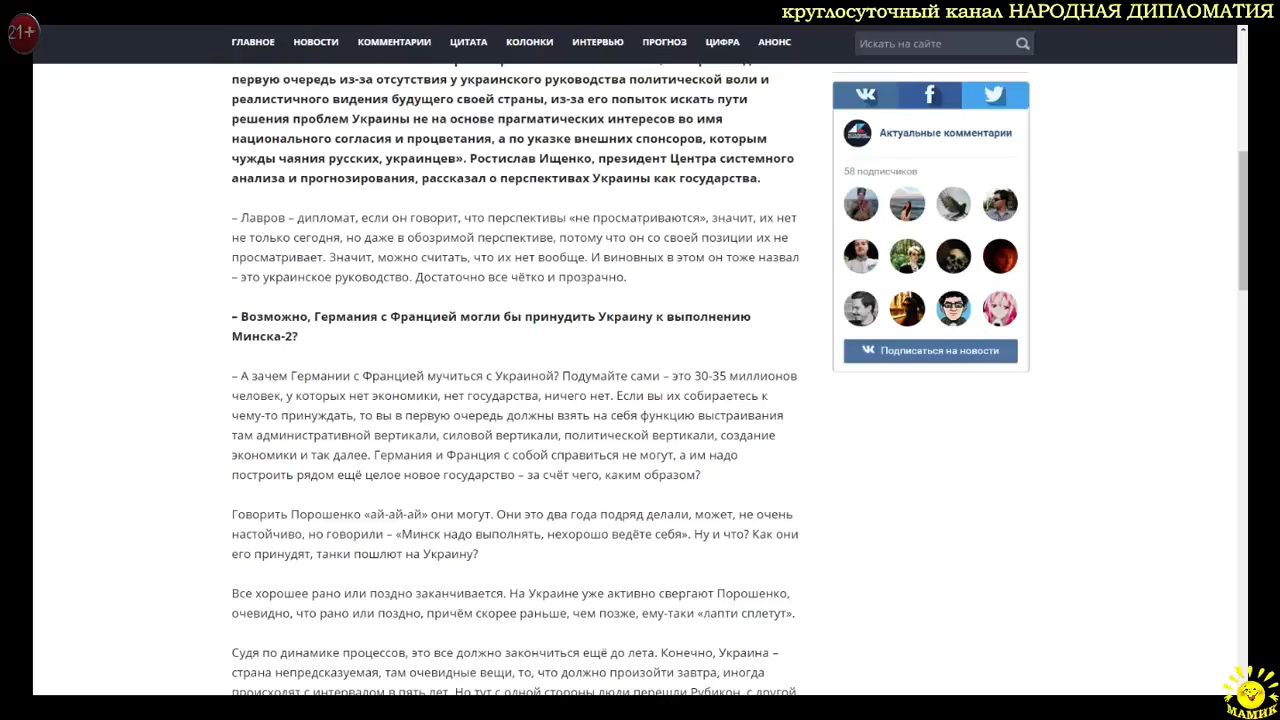 круглосуточный канал НАРОДНАЯ ДИПЛОМАТИЯ
21+
ГЛАВНОЕ НОВОСТИ КОММЕНТАРИИ ЦИТАТА КОЛОНКИ ИНТЕРВЬЮ ПРОГНОЗ ЦИФРА АНОНС
Искать на сайте
первую очередь из-за отсутствия у украинского руководства политической воли и
реалистичного видения будущего своей страны, из-за его попыток искать пути
решения проблем Украины не на основе прагматических интересов во имя
национального согласия и процветания, а по указке внешних спонсоров, которым
чужды чаяния русских, украинцев». Ростислав Ищенко, президент Центра системного
анализа и прогнозирования, рассказал о перспективах Украины как государства.
– Лавров – дипломат, если он говорит, что перспективы «не просматриваются», значит, их нет
не только сегодня, но даже в обозримой перспективе, потому что он со своей позиции их не
просматривает. Значит, можно считать, что их нет вообще. И виновных в этом он тоже назвал
– это украинское руководство. Достаточно все чётко и прозрачно.
– Возможно, Германия с Францией могли бы принудить Украину к выполнению
Минска-2?
– А зачем Германии с Францией мучиться с Украиной? Подумайте сами – это 30-35 миллионов
человек, у которых нет экономики, нет государства, ничего нет. Если вы их собираетесь к
чему-то принуждать, то вы в первую очередь должны взять на себя функцию выстраивания
там административной вертикали, силовой вертикали, политической вертикали, создание
экономики и так далее. Германия и Франция с собой справиться не могут, а им надо
построить рядом ещё целое новое государство – за счёт чего, каким образом?
Говорить Порошенко «ай-ай-ай» они могут. Они это два года подряд делали, может, не очень
настойчиво, но говорили – «Минск надо выполнять, нехорошо ведёте себя». Ну и что? Как они
его принудят, танки пошлют на Украину?
Все хорошее рано или поздно заканчивается. На Украине уже активно свергают Порошенко,
очевидно, что рано или поздно, причём скорее раньше, чем позже, ему-таки «лапти сплетут».
Судя по динамике процессов, это все должно закончиться ещё до лета. Конечно, Украина –
страна непредсказуемая, там очевидные вещи, то, что должно произойти завтра, иногда
происходят с интервалом в пять лет. Но тут с одной стороны люди перешли Рубикон, с другой
Актуальные комментарии
58 подписчиков
Подписаться на новости
МАМИК